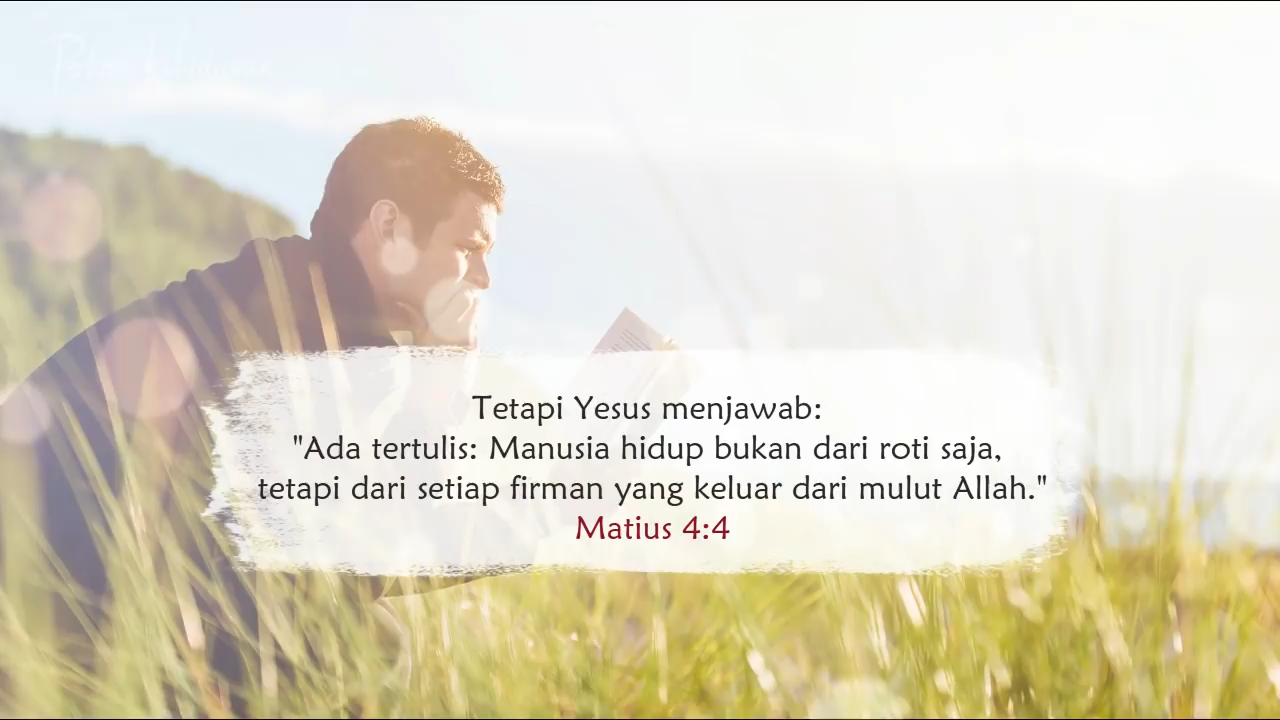 Tetapi Yesus menjawab:
"Ada tertulis: Manusia hidup bukan dari roti saja,
tetapi dari setiap firman yang keluar dari mulut Allah."
Matius 4:4